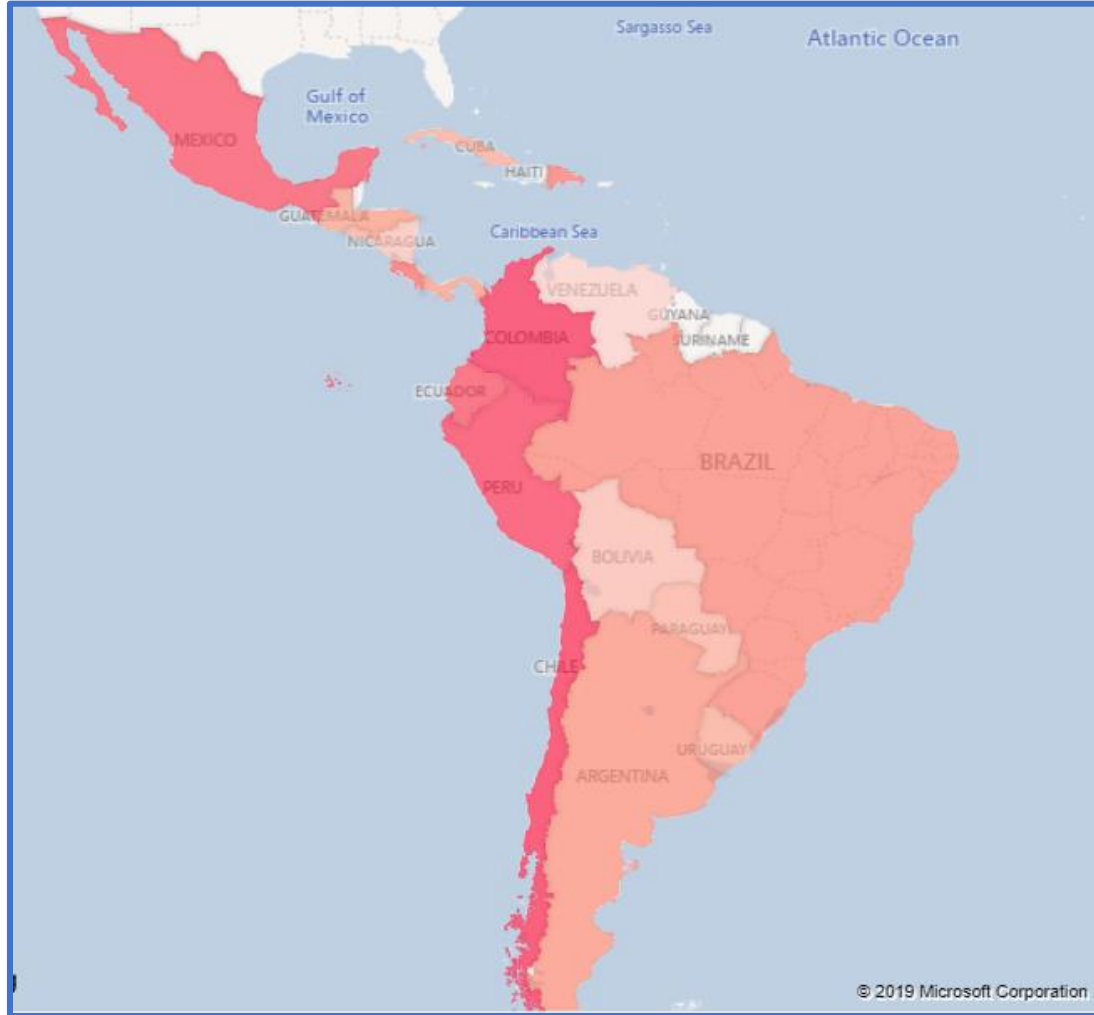 Sargasso Sea
Atlantic Ocean
Gulf of
Mexico
MEXICO
CUBA
HAITI
GUATEMALA
NICARAGUA
Caribbean Sea
VENEZUELA
GUYANA
SURINAME
COLOMBIA
ECUADOR
BRAZIL
PERU
BOLIVIA
PARAGUAY
CHILE
URUGUAY
ARGENTINA
© 2019 Microsoft Corporation